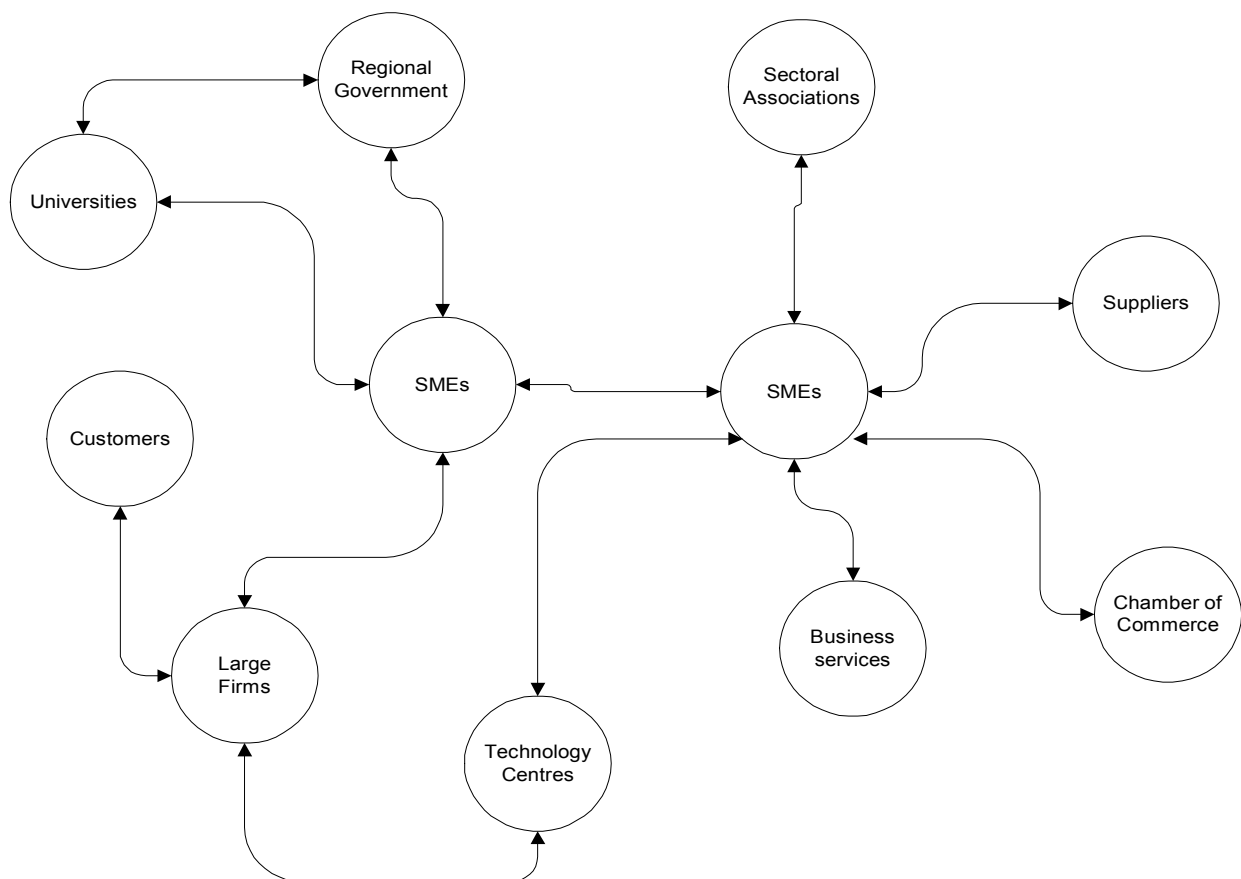 Regional
Government
Sectoral
Associations
Universities
Suppliers
SMEs
SMEs
Customers
Chamber of
Commerce
Business
services
Large
Firms
Technology
Centres